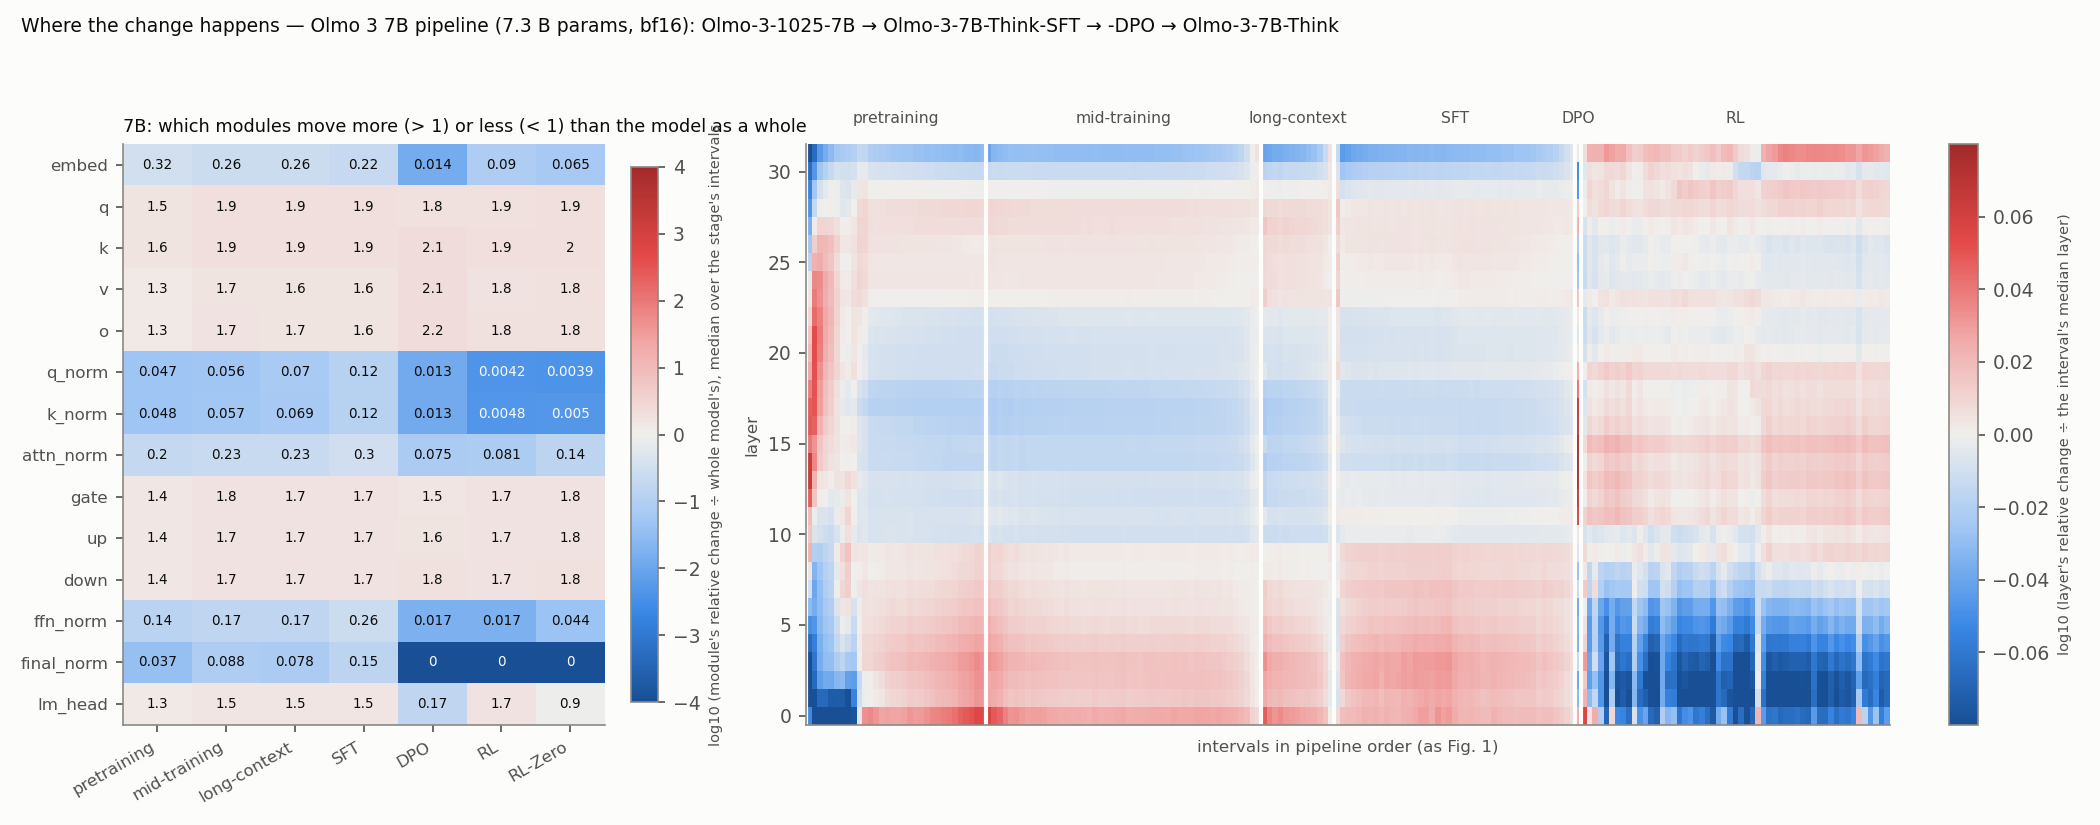 Where the change happens — Olmo 3 7B pipeline (7.3 B params, bf16): Olmo-3-1025-7B → Olmo-3-7B-Think-SFT → -DPO → Olmo-3-7B-Think
7B: which modules move more (> 1) or less (< 1) than the model as a whole
embed 0.32 0.26 0.26 0.22 0.014 0.09 0.065
q 1.5 1.9 1.9 1.9 1.8 1.9 1.9
k 1.6 1.9 1.9 1.9 2.1 1.9 2
v 1.3 1.7 1.6 1.6 2.1 1.8 1.8
o 1.3 1.7 1.7 1.6 2.2 1.8 1.8
q_norm 0.047 0.056 0.07 0.12 0.013 0.0042 0.0039
k_norm 0.048 0.057 0.069 0.12 0.013 0.0048 0.005
attn_norm 0.2 0.23 0.23 0.3 0.075 0.081 0.14
gate 1.4 1.8 1.7 1.7 1.5 1.7 1.8
up 1.4 1.7 1.7 1.7 1.6 1.7 1.8
down 1.4 1.7 1.7 1.7 1.8 1.7 1.8
ffn_norm 0.14 0.17 0.17 0.26 0.017 0.017 0.044
final_norm 0.037 0.088 0.078 0.15 0 0 0
lm_head 1.3 1.5 1.5 1.5 0.17 1.7 0.9
pretraining mid-training long-context SFT DPO RL RL-Zero
4
3
2
1
0
−1
−2
−3
−4
log10 (module's relative change ÷ whole model's), median over the stage's intervals
pretraining mid-training long-context SFT DPO RL
30
25
20
15
10
5
0
layer
intervals in pipeline order (as Fig. 1)
0.06
0.04
0.02
0.00
−0.02
−0.04
−0.06
log10 (layer's relative change ÷ the interval's median layer)